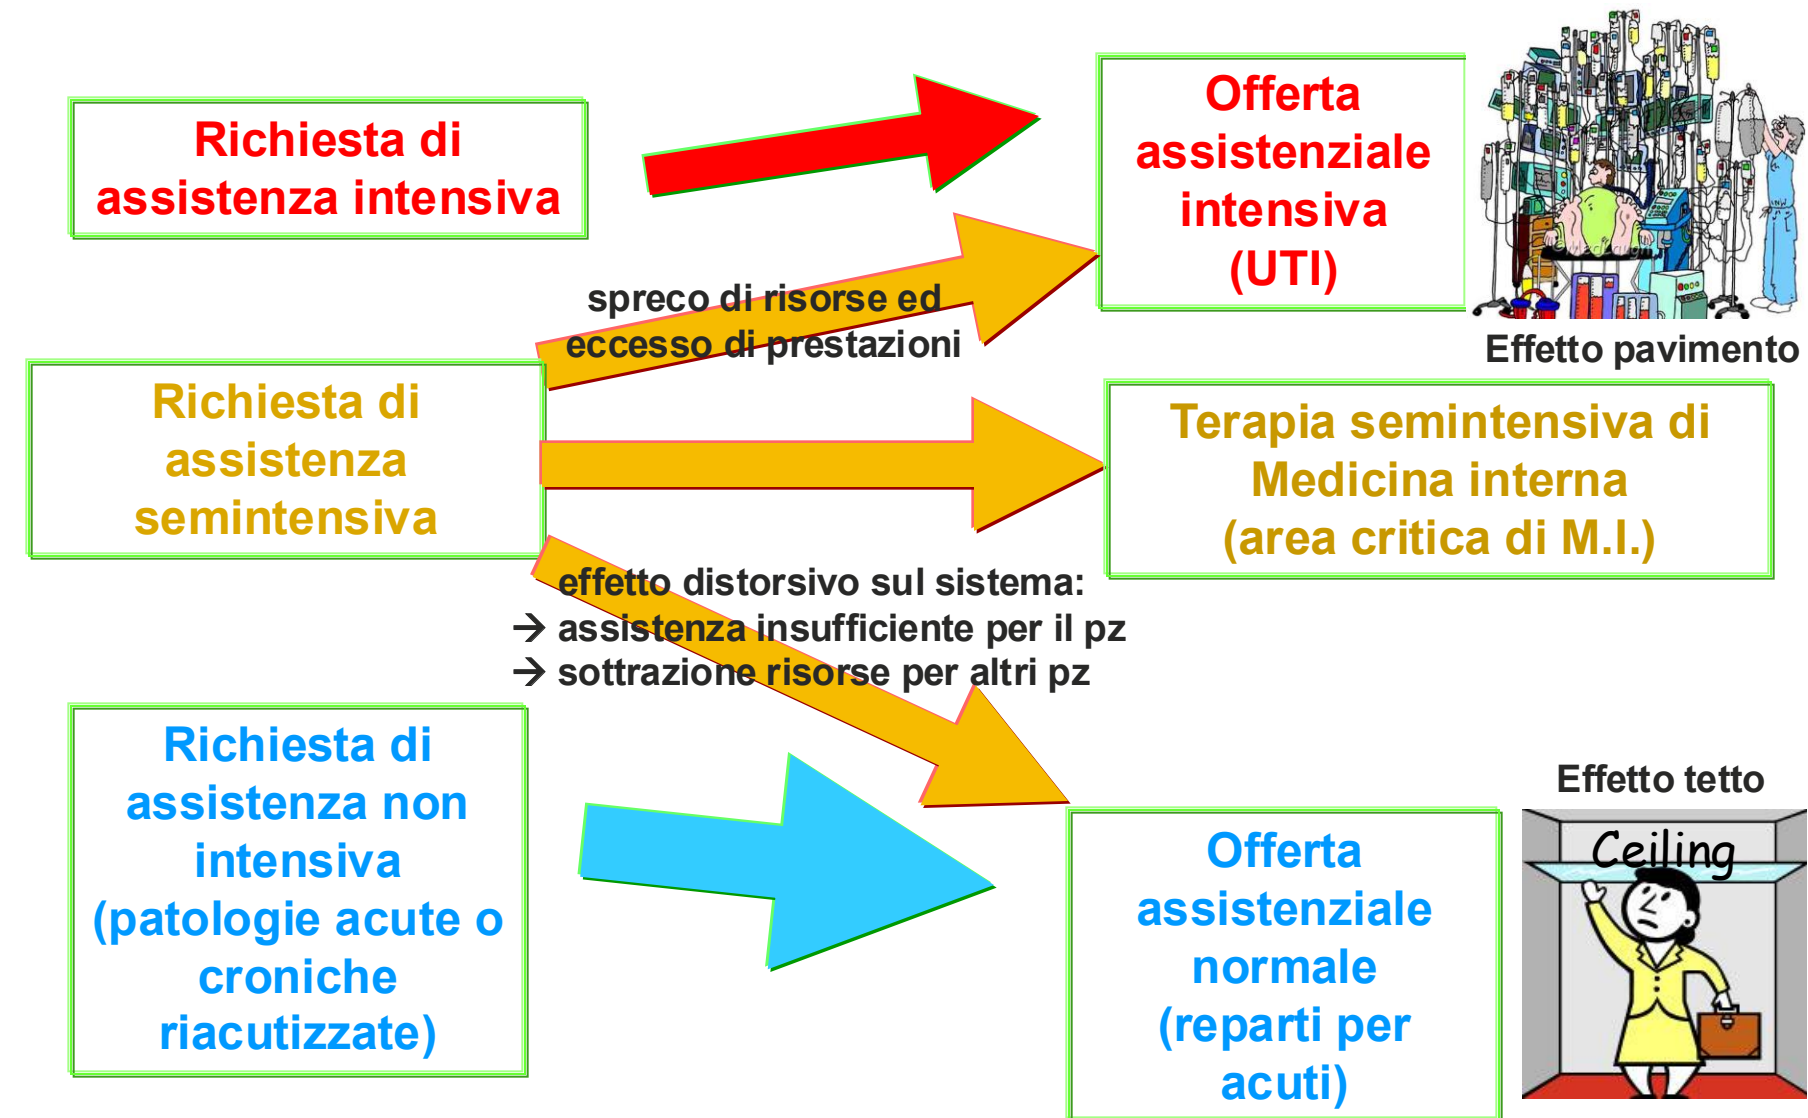 Richiesta di
assistenza intensiva
Offerta
assistenziale
intensiva
(UTI)
spreco di risorse ed
eccesso di prestazioni
Effetto pavimento
Richiesta di
assistenza
semintensiva
Terapia semintensiva di
Medicina interna
(area critica di M.I.)
effetto distorsivo sul sistema:
→ assistenza insufficiente per il pz
→ sottrazione risorse per altri pz
Richiesta di
assistenza non
intensiva
(patologie acute o
croniche
riacutizzate)
Effetto tetto
Ceiling
Offerta
assistenziale
normale
(reparti per
acuti)